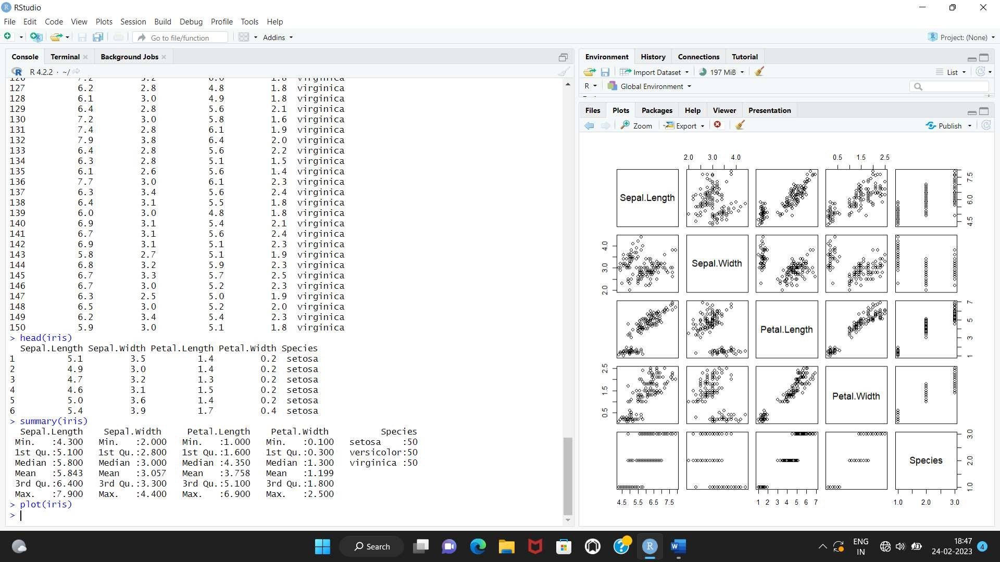 RStudio
File Edit Code View Plots Session Build Debug Profile Tools Help
Go to file/function Addins Project: (None)
Console Terminal Background Jobs
R 4.2.2 · ~/
127 6.2 2.8 4.8 1.8 virginica
128 6.1 3.0 4.9 1.8 virginica
129 6.4 2.8 5.6 2.1 virginica
130 7.2 3.0 5.8 1.6 virginica
131 7.4 2.8 6.1 1.9 virginica
132 7.9 3.8 6.4 2.0 virginica
133 6.4 2.8 5.6 2.2 virginica
134 6.3 2.8 5.1 1.5 virginica
135 6.1 2.6 5.6 1.4 virginica
136 7.7 3.0 6.1 2.3 virginica
137 6.3 3.4 5.6 2.4 virginica
138 6.4 3.1 5.5 1.8 virginica
139 6.0 3.0 4.8 1.8 virginica
140 6.9 3.1 5.4 2.1 virginica
141 6.7 3.1 5.6 2.4 virginica
142 6.9 3.1 5.1 2.3 virginica
143 5.8 2.7 5.1 1.9 virginica
144 6.8 3.2 5.9 2.3 virginica
145 6.7 3.3 5.7 2.5 virginica
146 6.7 3.0 5.2 2.3 virginica
147 6.3 2.5 5.0 1.9 virginica
148 6.5 3.0 5.2 2.0 virginica
149 6.2 3.4 5.4 2.3 virginica
150 5.9 3.0 5.1 1.8 virginica
> head(iris)
Sepal.Length Sepal.Width Petal.Length Petal.Width Species
1 5.1 3.5 1.4 0.2 setosa
2 4.9 3.0 1.4 0.2 setosa
3 4.7 3.2 1.3 0.2 setosa
4 4.6 3.1 1.5 0.2 setosa
5 5.0 3.6 1.4 0.2 setosa
6 5.4 3.9 1.7 0.4 setosa
> summary(iris)
Sepal.Length Sepal.Width Petal.Length Petal.Width Species
Min. :4.300 Min. :2.000 Min. :1.000 Min. :0.100 setosa :50
1st Qu.:5.100 1st Qu.:2.800 1st Qu.:1.600 1st Qu.:0.300 versicolor:50
Median :5.800 Median :3.000 Median :4.350 Median :1.300 virginica :50
Mean :5.843 Mean :3.057 Mean :3.758 Mean :1.199
3rd Qu.:6.400 3rd Qu.:3.300 3rd Qu.:5.100 3rd Qu.:1.800
Max. :7.900 Max. :4.400 Max. :6.900 Max. :2.500
> plot(iris)
>
Environment History Connections Tutorial
Import Dataset 197 MiB List
R Global Environment
Files Plots Packages Help Viewer Presentation
Zoom Export Publish
2.0 3.0 4.0 0.5 1.5 2.5
Sepal.Length 4.5 6.0 7.5
2.0 3.0 4.0 Sepal.Width
Petal.Length 1 3 5 7
0.5 1.5 2.5 Petal.Width
Species 1.0 2.0 3.0
4.5 5.5 6.5 7.5 1 2 3 4 5 6 7 1.0 2.0 3.0
Search
ENG
IN
18:47
24-02-2023
4